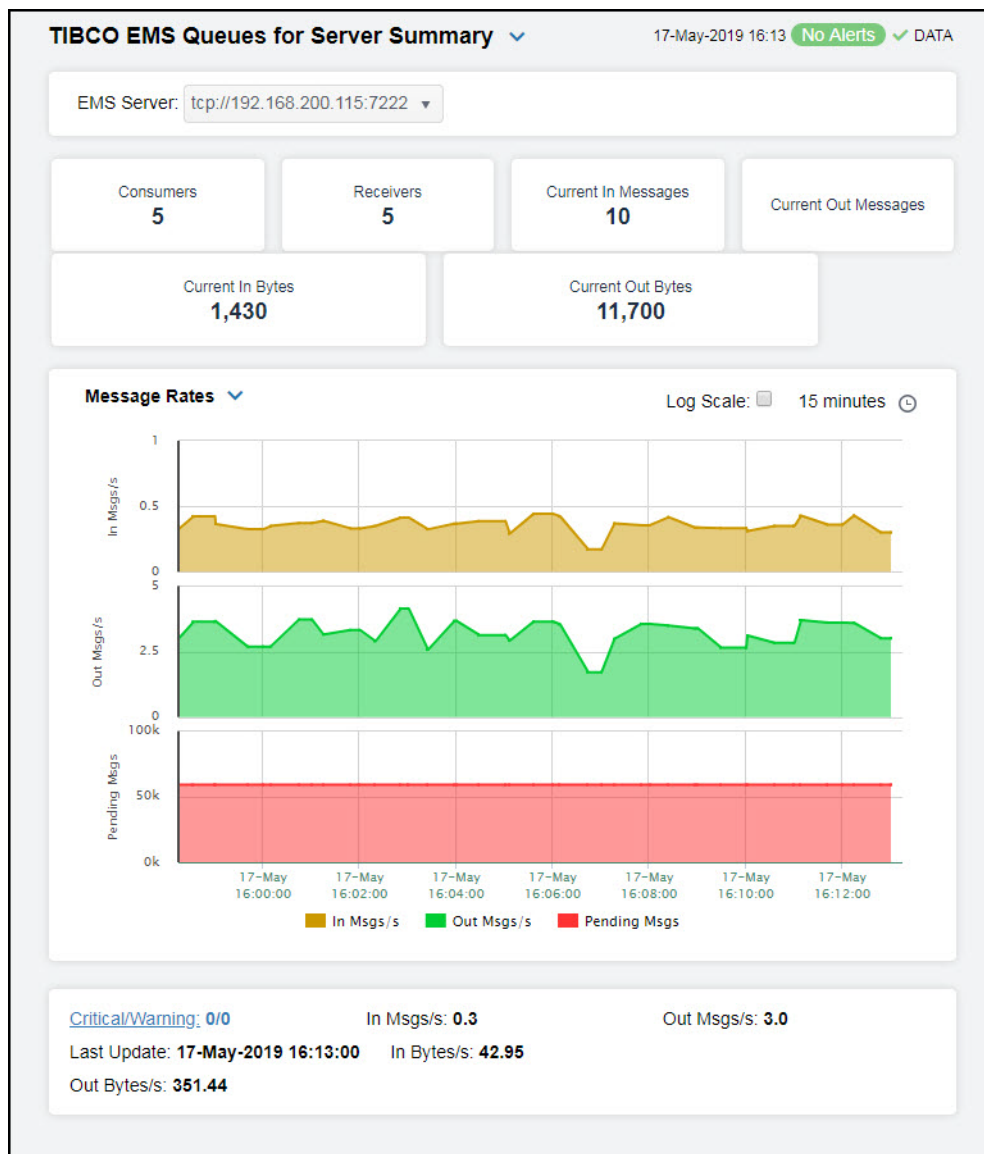 TIBCO EMS Queues for Server Summary 17-May-2019 16:13 No Alerts DATA
EMS Server: tcp://192.168.200.115:7222
Consumers Receivers Current In Messages Current Out Messages
5 5 10
Current In Bytes Current Out Bytes
1,430 11,700
Message Rates Log Scale: 15 minutes
1
In Msgs/s
0.5
0
5
Out Msgs/s
2.5
0
100k
Pending Msgs
50k
0k
17-May 17-May 17-May 17-May 17-May 17-May 17-May
16:00:00 16:02:00 16:04:00 16:06:00 16:08:00 16:10:00 16:12:00
In Msgs/s Out Msgs/s Pending Msgs
Critical/Warning: 0/0 In Msgs/s: 0.3 Out Msgs/s: 3.0
Last Update: 17-May-2019 16:13:00 In Bytes/s: 42.95
Out Bytes/s: 351.44